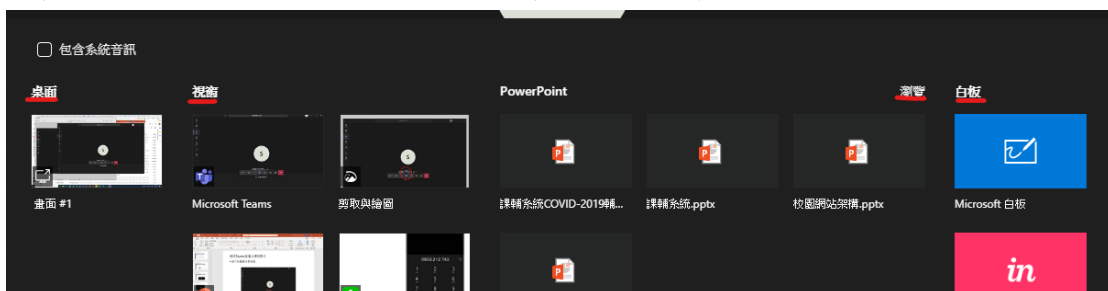 包含系統音訊
桌面
視窗
PowerPoint
瀏覽
白板
畫面 #1
Microsoft Teams
剪取與繪圖
課輔系統COVID-2019輔...
課輔系統.pptx
校園網站架構.pptx
Microsoft 白板
in